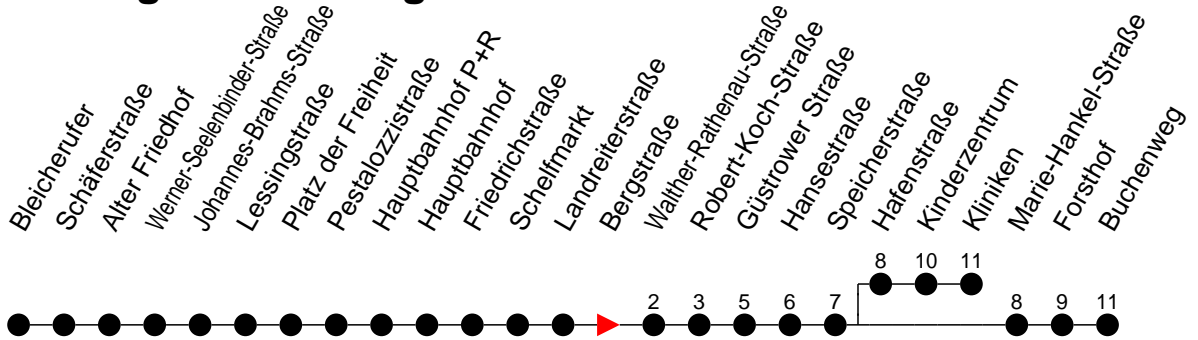 Bleicherufer
Schäferstraße
Alter Friedhof
Werner-Seelenbinder-Straße
Johannes-Brahms-Straße
Lessingstraße
Platz der Freiheit
Pestalozzistraße
Hauptbahnhof P+R
Hauptbahnhof
Friedrichstraße
Schelfmarkt
Landreiterstraße
Bergstraße
Walther-Rathenau-Straße
Robert-Koch-Straße
Güstrower Straße
Hansestraße
Speicherstraße
Hafenstraße
Kinderzentrum
Kliniken
Marie-Hankel-Straße
Forsthof
Buchenweg
8 10 11
2 3 5 6 7 8 9 11